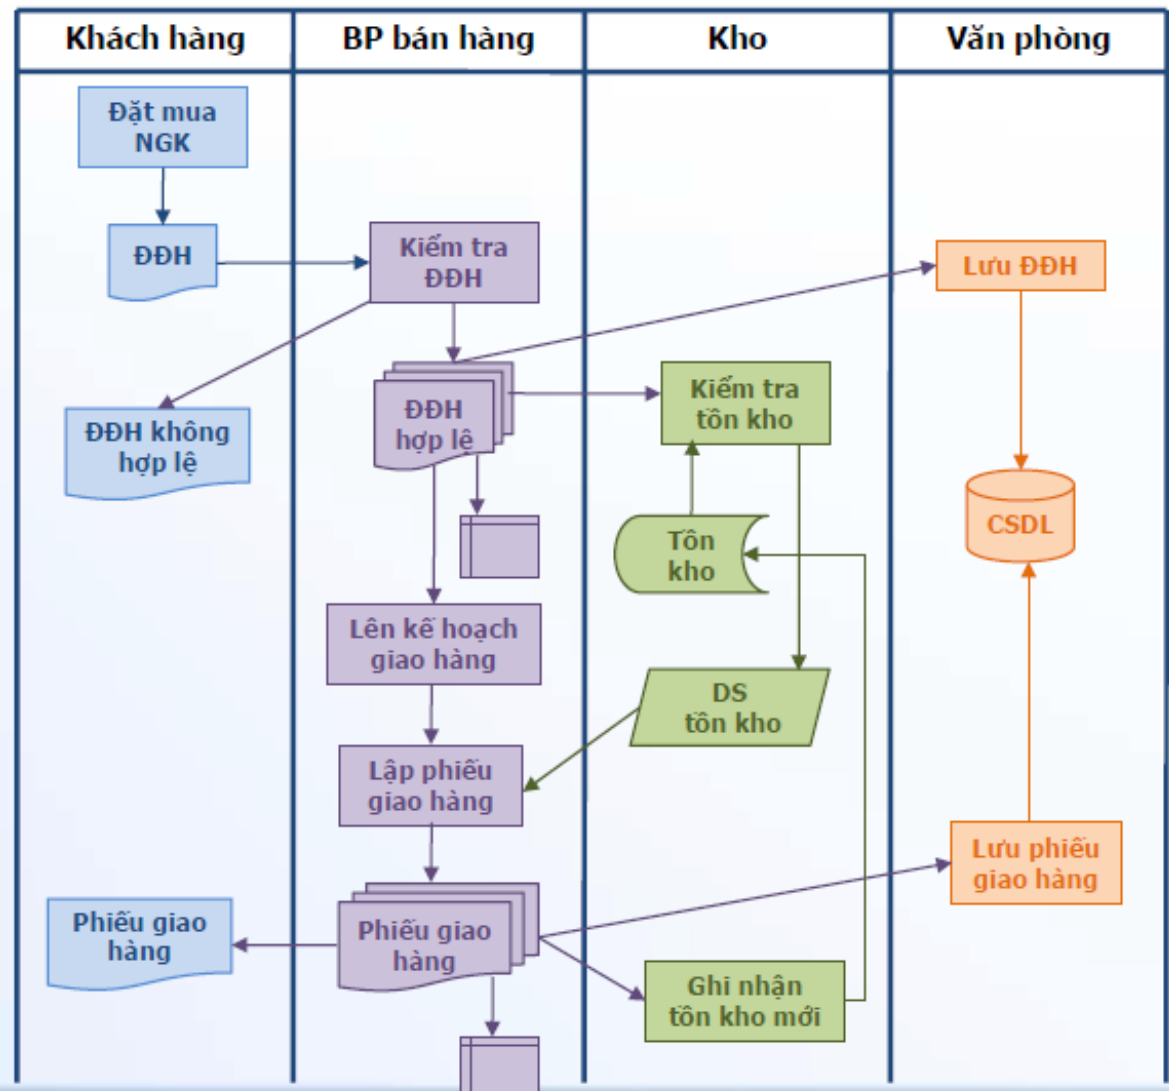 Khách hàng
BP bán hàng
Kho
Văn phòng
Đặt mua
NGK
ĐĐH
Kiểm tra
ĐĐH
Lưu ĐĐH
ĐĐH không
hợp lệ
ĐĐH
hợp lệ
Kiểm tra
tồn kho
Tồn
kho
CSDL
Lên kế hoạch
giao hàng
DS
tồn kho
Lập phiếu
giao hàng
Lưu phiếu
giao hàng
Phiếu giao
hàng
Phiếu giao
hàng
Ghi nhận
tồn kho mới